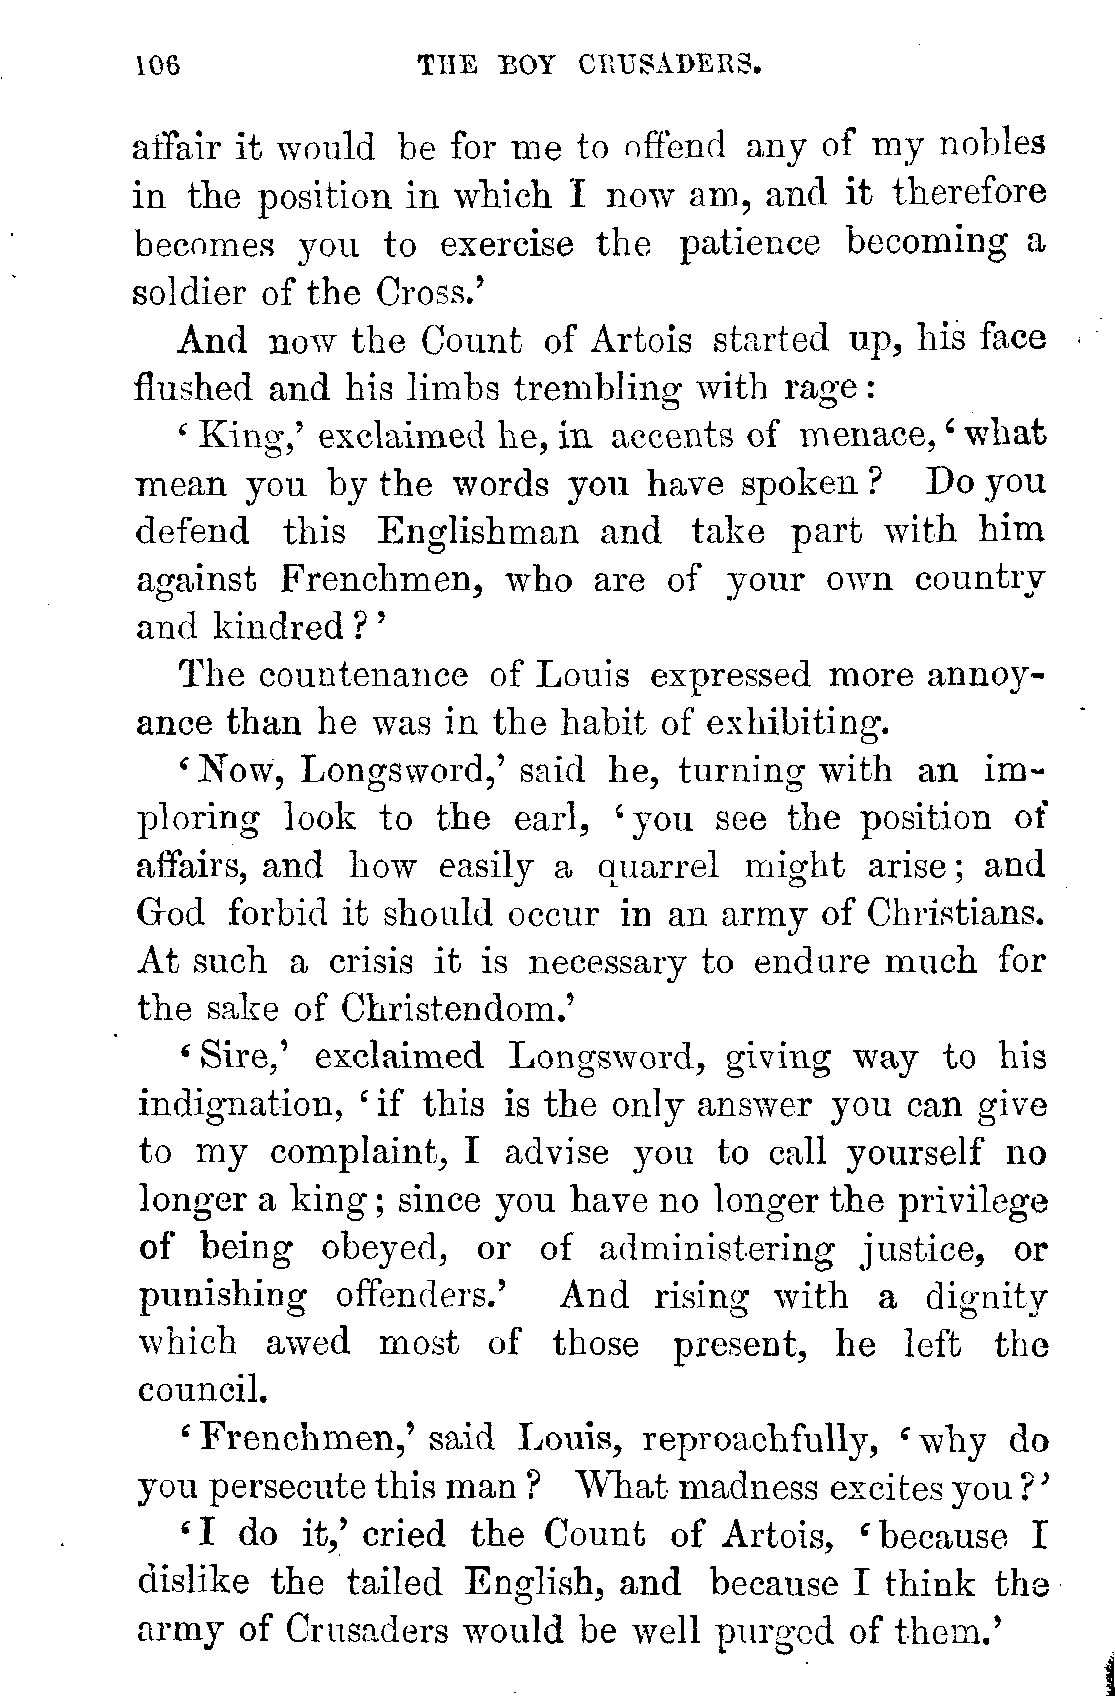 106 THE BOY CRUSADERS.
affair it would be for me to offend any of my nobles
in the position in which I now am, and it therefore
becomes you to exercise the patience becoming a
soldier of the Cross.’
And now the Count of Artois started up, his face
flushed and his limbs trembling with rage:
‘King,’ exclaimed he, in accents of menace, ‘what
mean you by the words you have spoken? Do you
defend this Englishman and take part with him
against Frenchmen, who are of your own country
and kindred?’
The countenance of Louis expressed more annoy-
ance than he was in the habit of exhibiting.
‘Now, Longsword,’ said he, turning with an im-
ploring look to the earl, ‘you see the position of
affairs, and how easily a quarrel might arise; and
God forbid it should occur in an army of Christians.
At such a crisis it is necessary to endure much for
the sake of Christendom.’
‘Sire,’ exclaimed Longsword, giving way to his
indignation, ‘if this is the only answer you can give
to my complaint, I advise you to call yourself no
longer a king; since you have no longer the privilege
of being obeyed, or of administering justice, or
punishing offenders.’ And rising with a dignity
which awed most of those present, he left the
council.
‘Frenchmen,’ said Louis, reproachfully, ‘why do
you persecute this man? What madness excites you?’
‘I do it,’ cried the Count of Artois, ‘because I
dislike the tailed English, and because I think the
army of Crusaders would be well purged of them.’